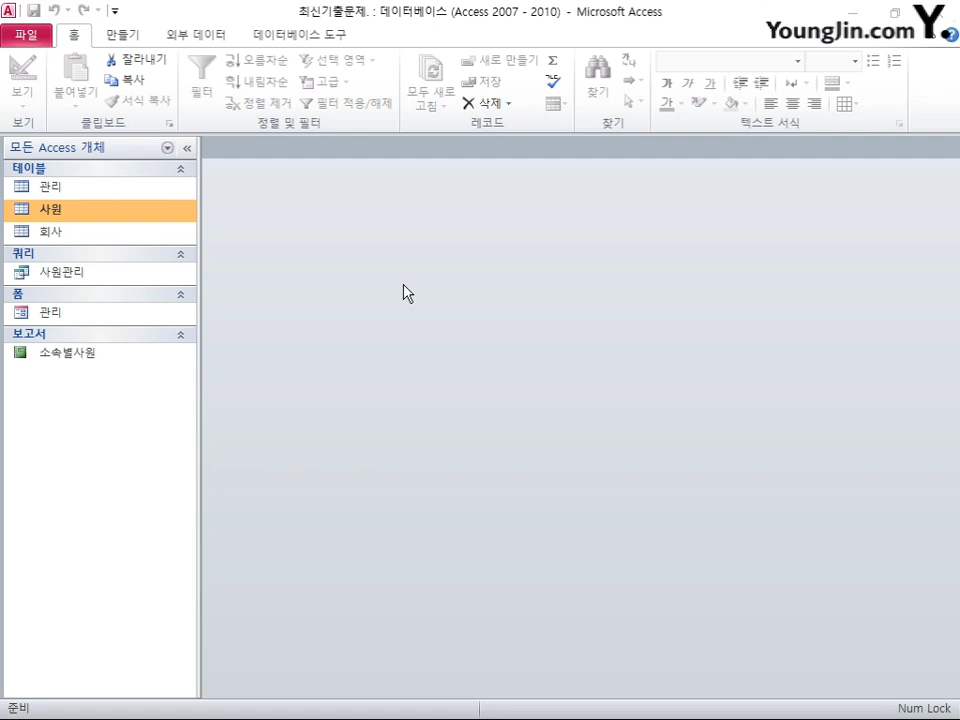 최신기출문제. : 데이터베이스 (Access 2007 - 2010) - Microsoft Access
Younglin.com Y.
파일 홈 만들기 외부 데이터 데이터베이스 도구
보기 붙여넣기 잘라내기 복사 서식 복사
필터 오름차순 내림차순 정렬 제거 선택 영역 고급 필터 적용/해제
모두 새로 고침 새로 만들기 저장 삭제
찾기
가 가 가 가
보기 클립보드 정렬 및 필터 레코드 찾기 텍스트 서식
모든 Access 개체
테이블
관리
사원
회사
쿼리
사원관리
폼
관리
보고서
소속별사원
준비 Num Lock